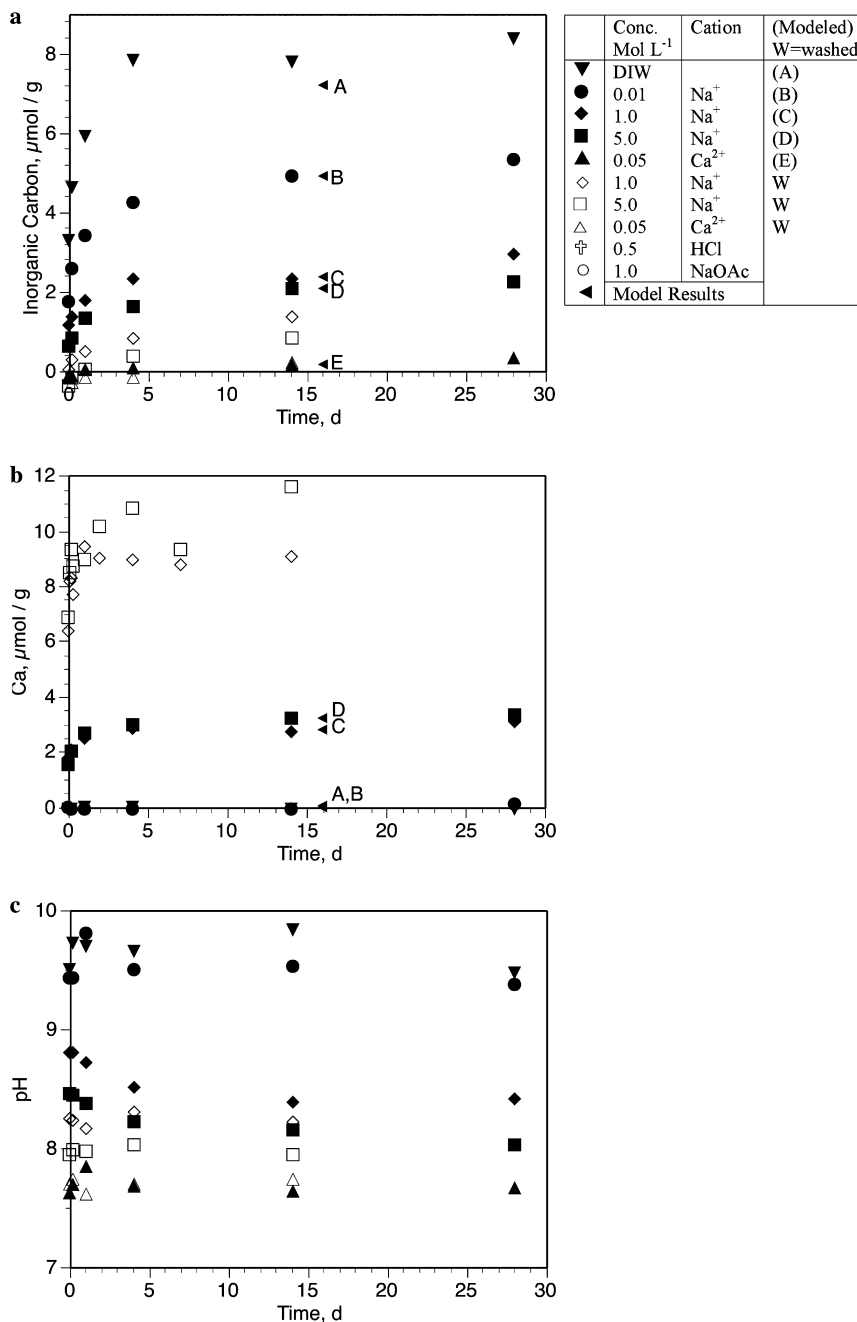 a
8
6
4
2
0
Inorganic Carbon, µmol / g
A
B
C
D
E
0 5 10 15 20 25 30
Time, d
Conc. Cation (Modeled)
Mol L-1 W=washed
DIW (A)
0.01 Na+ (B)
1.0 Na+ (C)
5.0 Na+ (D)
0.05 Ca2+ (E)
1.0 Na+ W
5.0 Na+ W
0.05 Ca2+ W
0.5 HCl
1.0 NaOAc
Model Results
b
12
10
8
6
4
2
0
Ca, µmol / g
D
C
A,B
0 5 10 15 20 25 30
Time, d
c
10
9
8
7
pH
0 5 10 15 20 25 30
Time, d